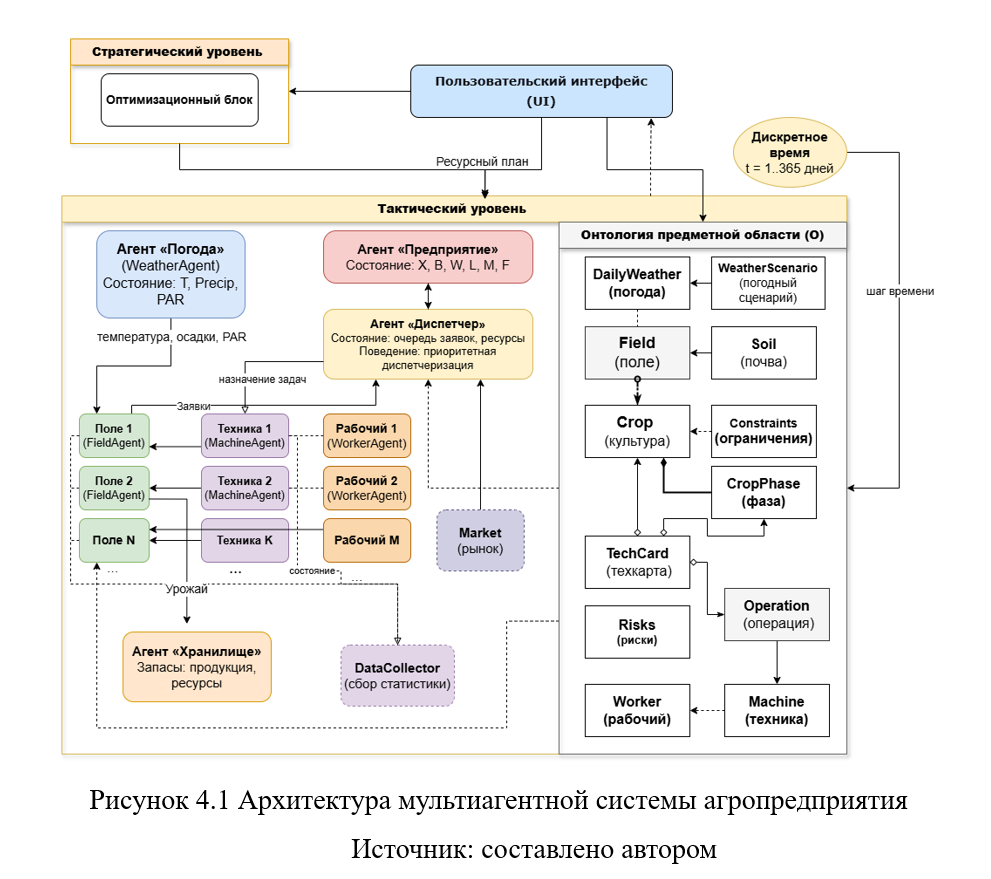 Стратегический уровень
Оптимизационный блок
Пользовательский интерфейс
(UI)
Дискретное
время
t = 1..365 дней
Ресурсный план
Тактический уровень
Агент «Погода»
(WeatherAgent)
Состояние: T, Precip,
PAR
Агент «Предприятие»
Состояние: X, B, W, L, M, F
Агент «Диспетчер»
Состояние: очередь заявок, ресурсы
Поведение: приоритетная
диспетчеризация
температура, осадки, PAR
назначение задач
Заявки
Поле 1
(FieldAgent)
Техника 1
(MachineAgent)
Рабочий 1
(WorkerAgent)
Поле 2
(FieldAgent)
Техника 2
(MachineAgent)
Рабочий 2
(WorkerAgent)
Поле N
Техника K
Рабочий M
...
...
...
состояние
Урожай
Market
(рынок)
Агент «Хранилище»
Запасы: продукция,
ресурсы
DataCollector
(сбор статистики)
Онтология предметной области (O)
DailyWeather
(погода)
WeatherScenario
(погодный
сценарий)
Field
(поле)
Soil
(почва)
Crop
(культура)
Constraints
(ограничения)
CropPhase
(фаза)
TechCard
(техкарта)
Operation
(операция)
Risks
(риски)
Worker
(рабочий)
Machine
(техника)
шаг времени
Рисунок 4.1 Архитектура мультиагентной системы агропредприятия
Источник: составлено автором